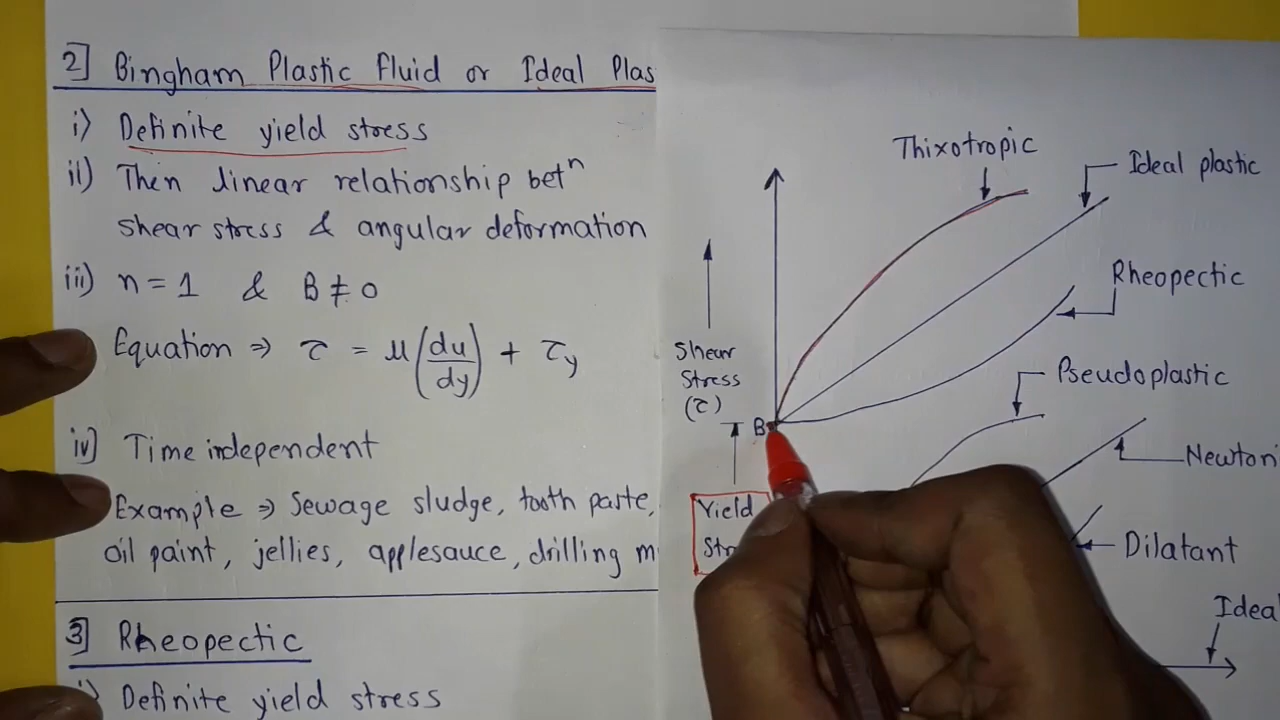 2] Bingham Plastic Fluid or Ideal Plas
i) Definite yield stress
ii) Then linear relationship betⁿ
shear stress & angular deformation
iii) n = 1 & B ≠ 0
Equation ⇒ τ = μ(du/dy) + τy
iv) Time independent
Example ⇒ Sewage sludge, tooth paste,
oil paint, jellies, applesauce, drilling m
3] Rheopectic
i) Definite yield stress
Thixotropic
Ideal plastic
Rheopectic
Shear
Stress
(τ)
Pseudoplastic
B
Newton
Yield
Str
Dilatant
Ideal